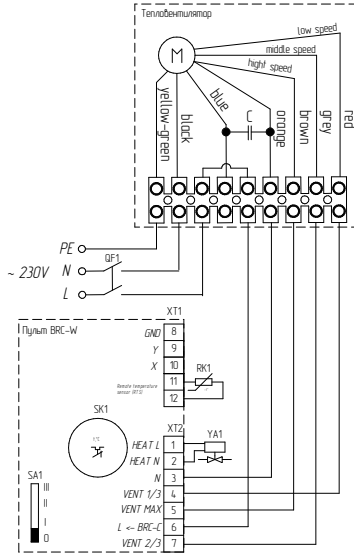 Тепловентилятор
low speed
middle speed
hight speed
M
yellow-green
black
blue
C
orange
brown
grey
red
PE
~ 230V
N
QF1
L
XT1
Пульт BRC-W
GND 8
Y 9
X 10
Remote temperature
sensor (RTS)
11
12
RK1
SK1
t,°C
XT2
HEAT L 1
HEAT N 2
YA1
N 3
VENT 1/3 4
VENT MAX 5
L <- BRC-C 6
VENT 2/3 7
SA1
III
II
I
0